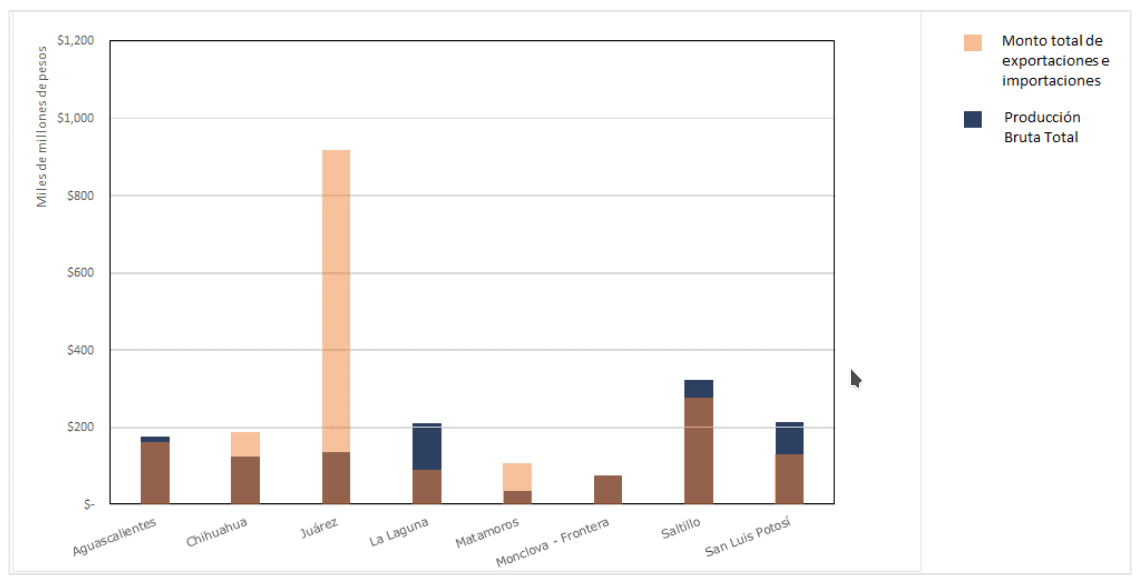 Miles de millones de pesos
$1,200
$1,000
$800
$600
$400
$200
$-
Aguascalientes
Chihuahua
Juárez
La Laguna
Matamoros
Monclova - Frontera
Saltillo
San Luis Potosí
Monto total de
exportaciones e
importaciones
Producción
Bruta Total